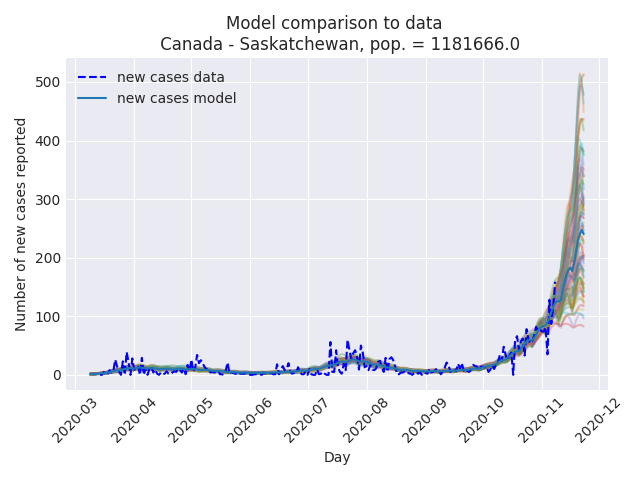 Model comparison to data
Canada - Saskatchewan, pop. = 1181666.0
new cases data
new cases model
Number of new cases reported
500
400
300
200
100
0
2020-03
2020-04
2020-05
2020-06
2020-07
2020-08
2020-09
2020-10
2020-11
2020-12
Day